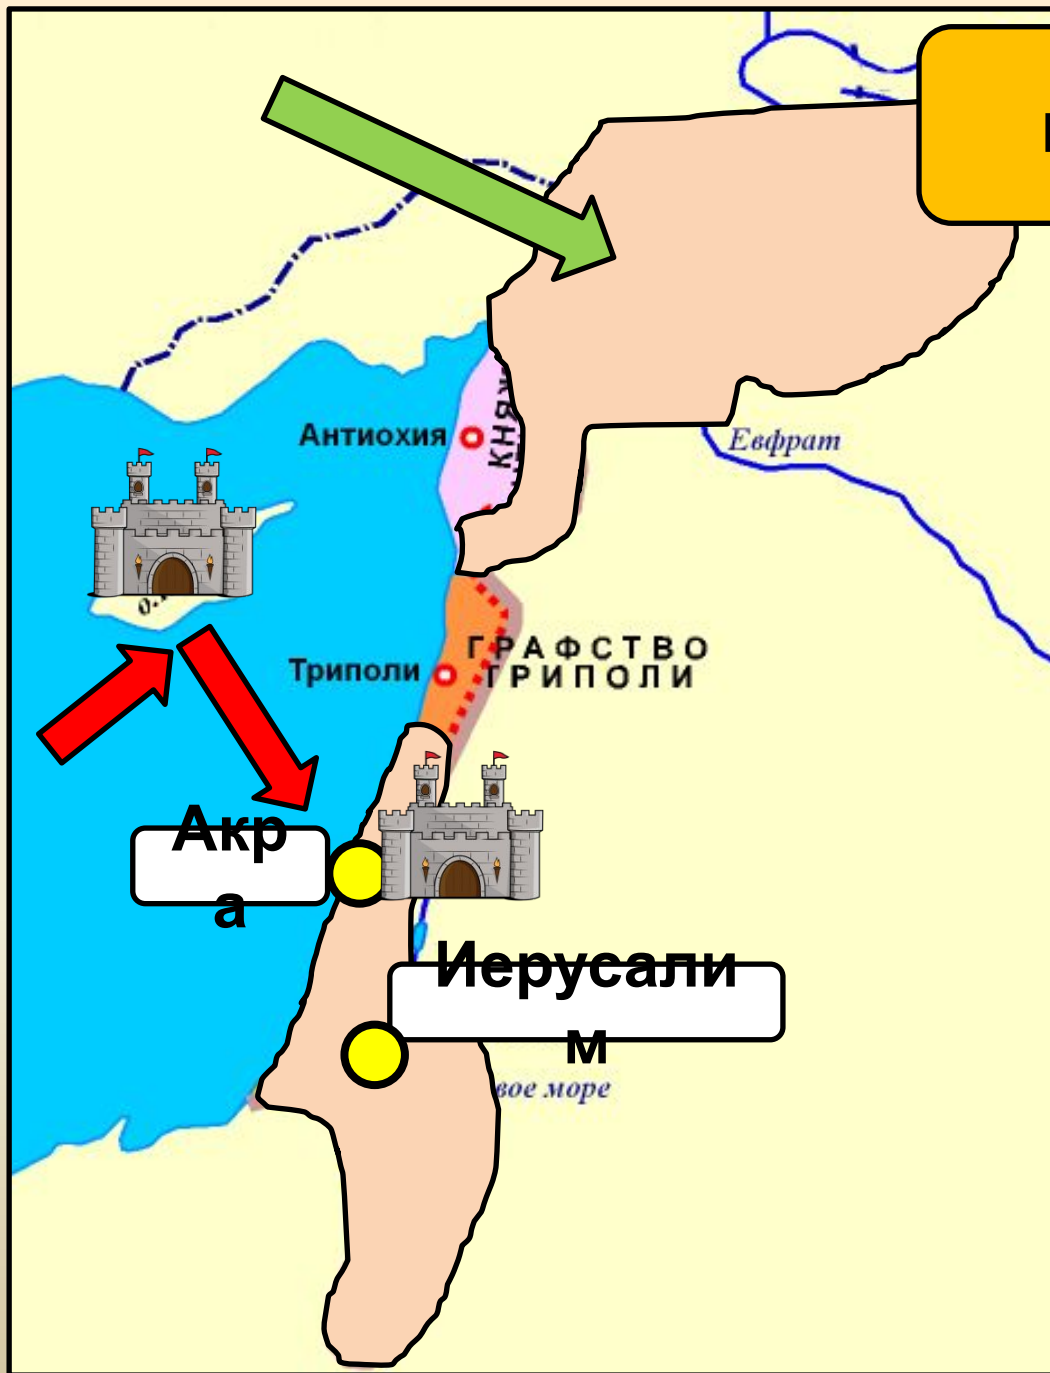 Антиохия
КНЯЖ
Евфрат
о.
ГРАФСТВО
ТРИПОЛИ
Триполи
Акр
а
Иерусали
м
вое море